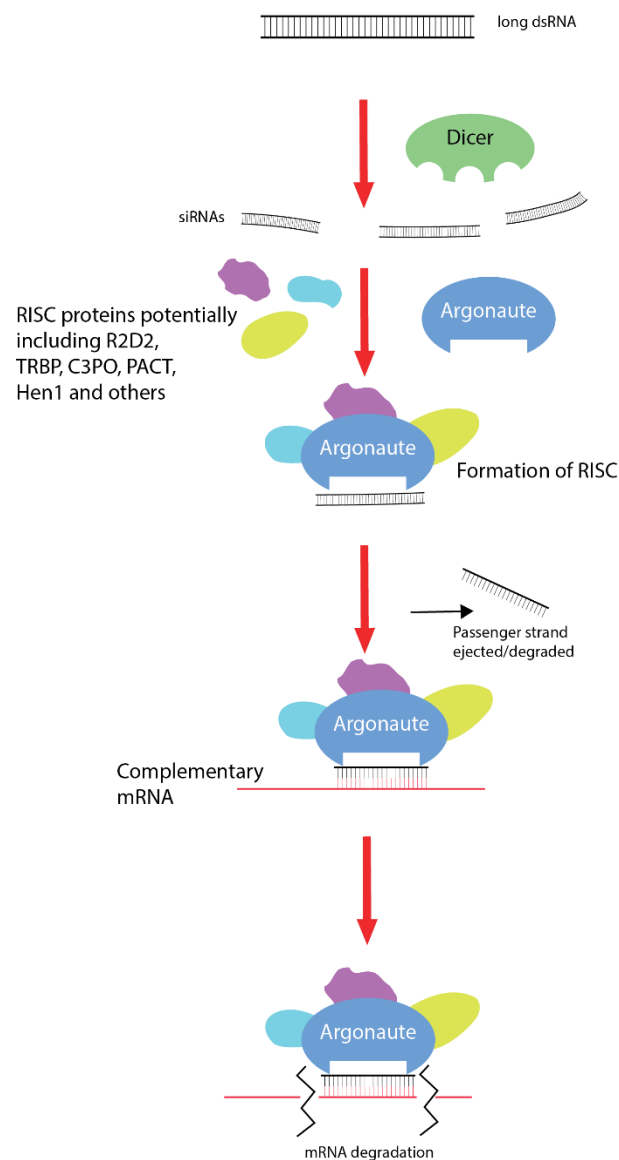 long dsRNA
Dicer
siRNAs
RISC proteins potentially
including R2D2,
TRBP, C3PO, PACT,
Hen1 and others
Argonaute
Argonaute
Formation of RISC
Passenger strand
ejected/degraded
Argonaute
Complementary
mRNA
Argonaute
mRNA degradation